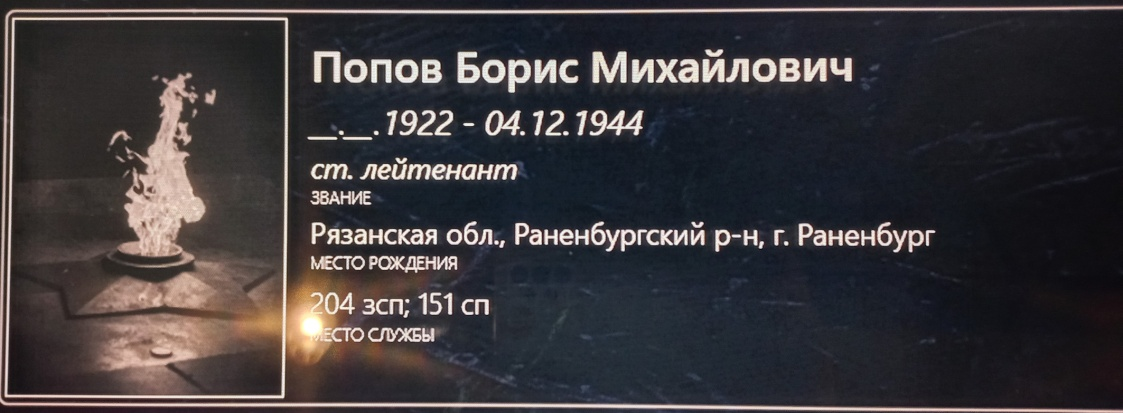 Попов Борис Михайлович
__.__.1922 - 04.12.1944
ст. лейтенант
ЗВАНИЕ
Рязанская обл., Раненбургский р-н, г. Раненбург
МЕСТО РОЖДЕНИЯ
204 зсп; 151 сп
МЕСТО СЛУЖБЫ